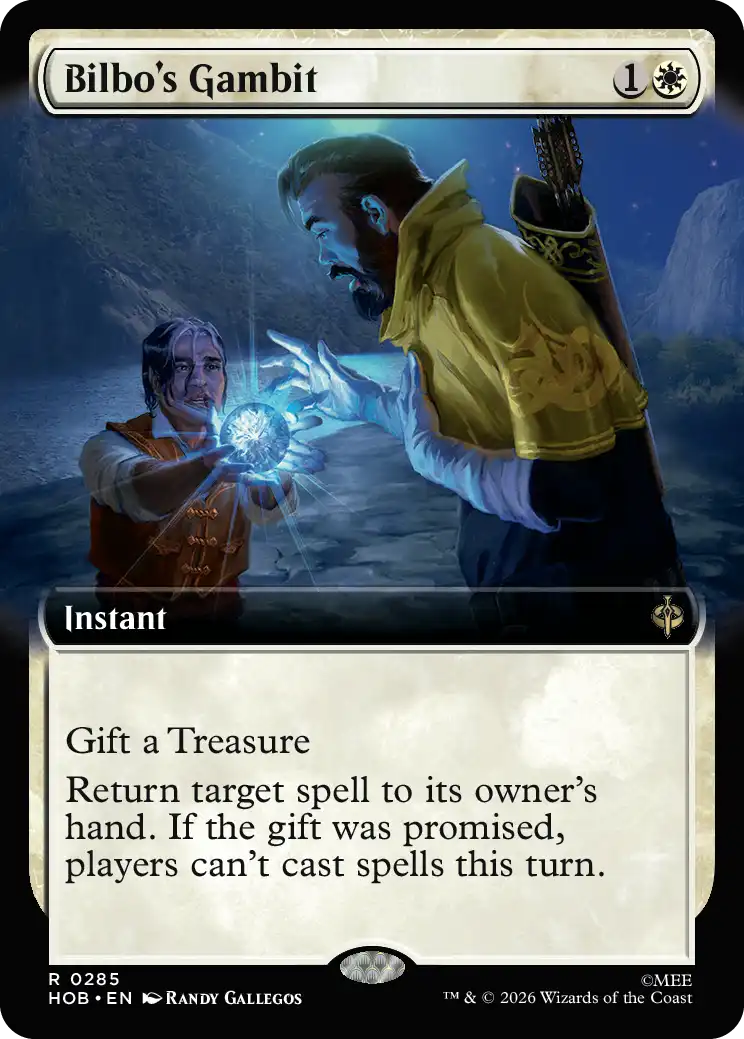 Bilbo's Gambit 1
Instant
Gift a Treasure
Return target spell to its owner's
hand. If the gift was promised,
players can't cast spells this turn.
R 0285
HOB • EN RANDY GALLEGOS
©MEE
™ & © 2026 Wizards of the Coast